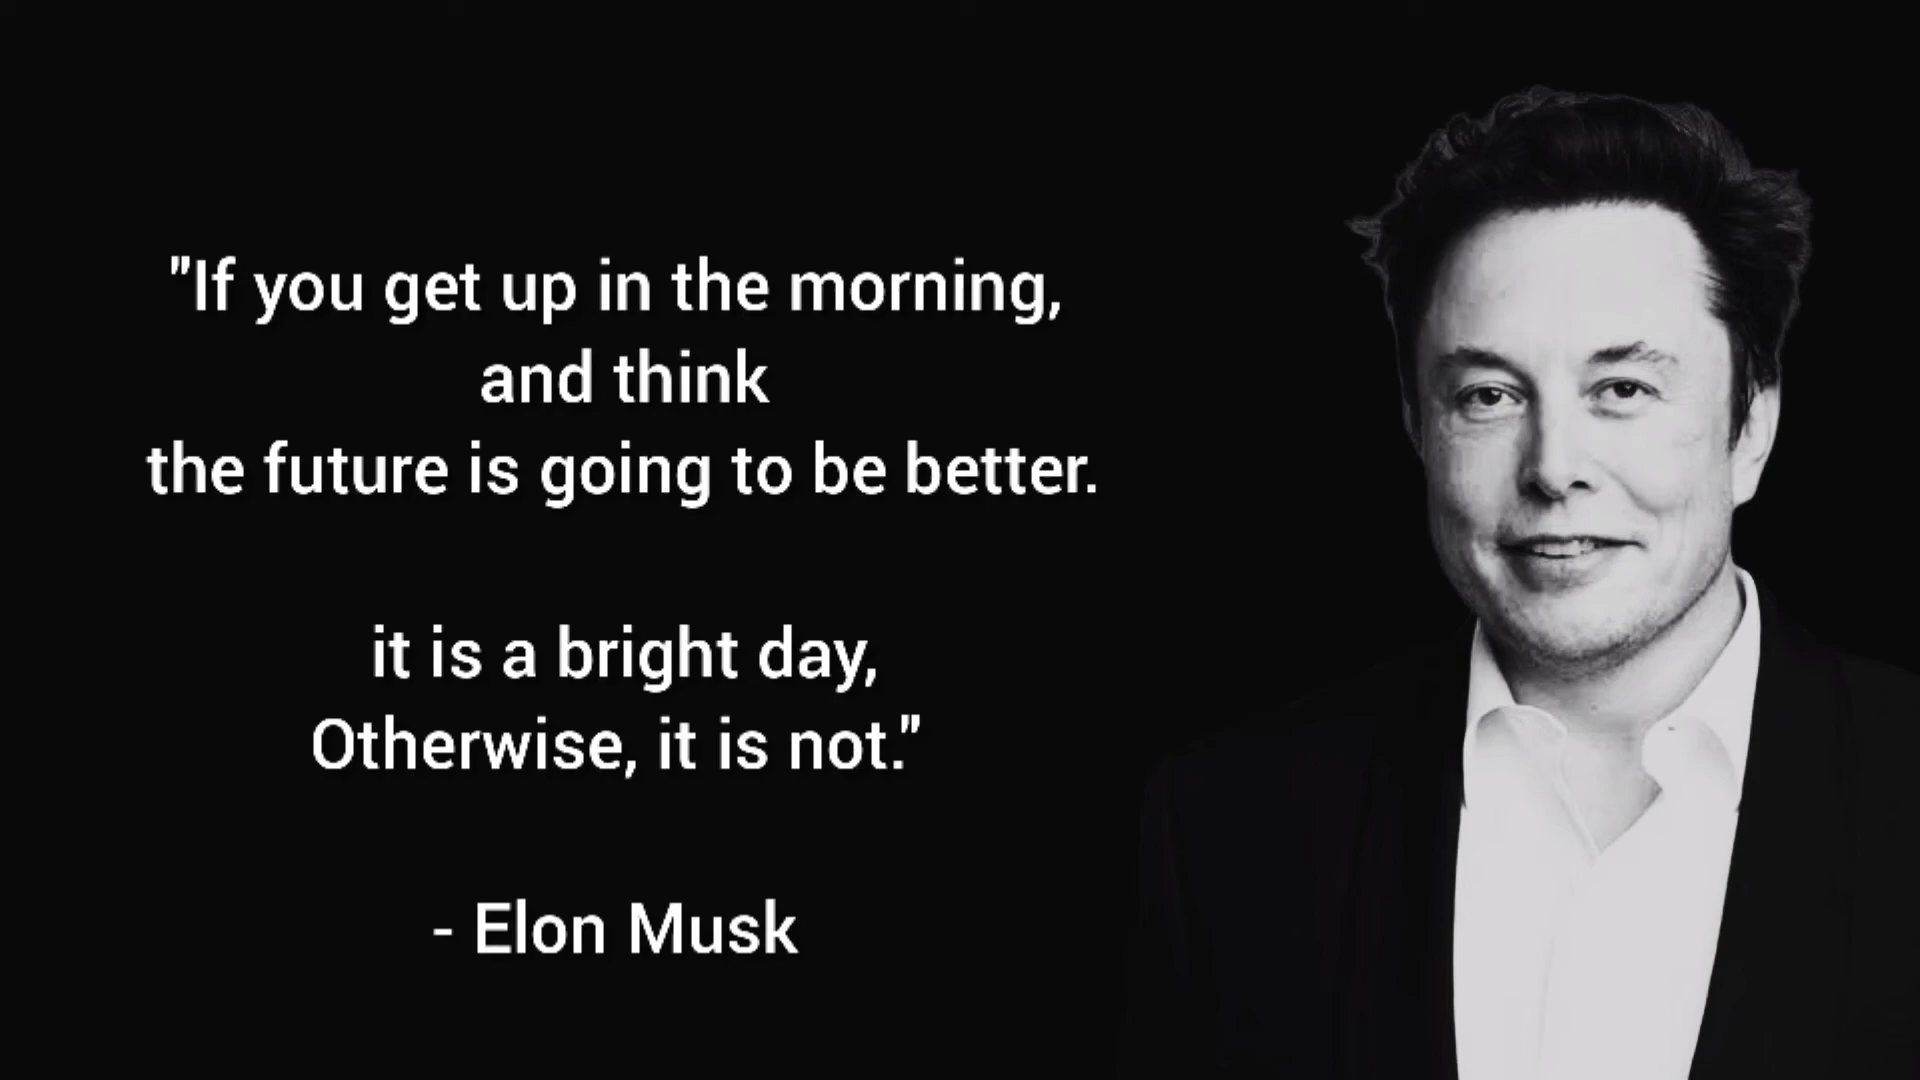 "If you get up in the morning,
and think
the future is going to be better.
it is a bright day,
Otherwise, it is not."
- Elon Musk